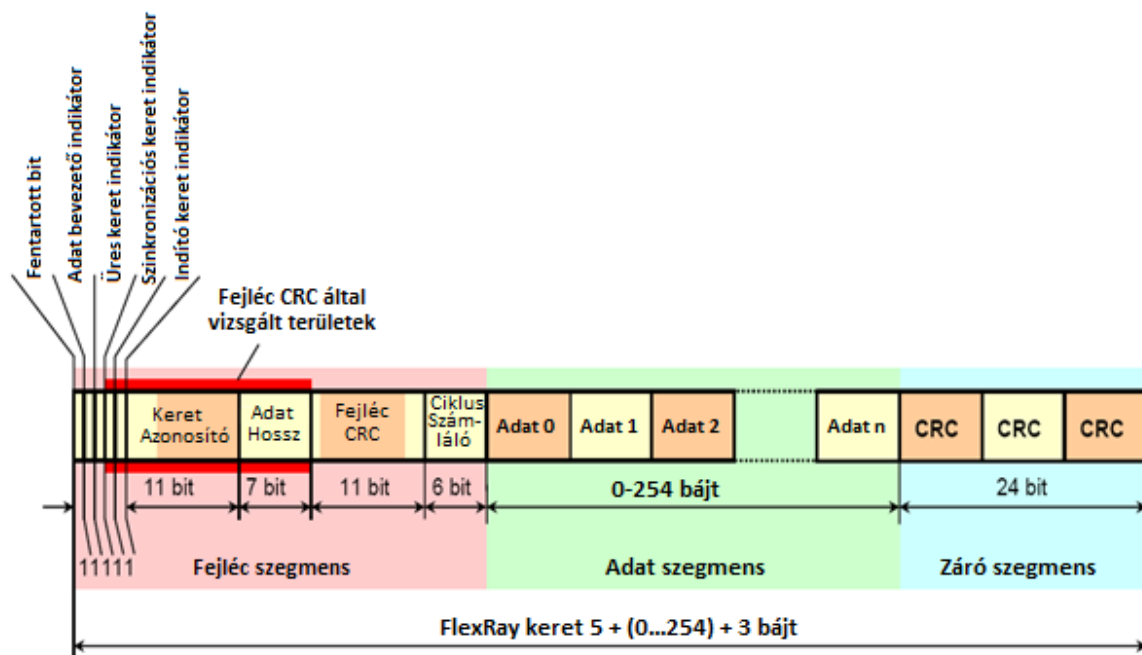 Fentartott bit
Adat bevezető indikátor
Üres keret indikátor
Szinkronizációs keret indikátor
Indító keret indikátor
Fejléc CRC által
vizsgált területek
Keret
Azonosító
Adat
Hossz
Fejléc
CRC
Ciklus
Szám-
láló
Adat 0
Adat 1
Adat 2
Adat n
CRC
CRC
CRC
11 bit
7 bit
11 bit
6 bit
0-254 bájt
24 bit
11111
Fejléc szegmens
Adat szegmens
Záró szegmens
FlexRay keret 5 + (0...254) + 3 bájt